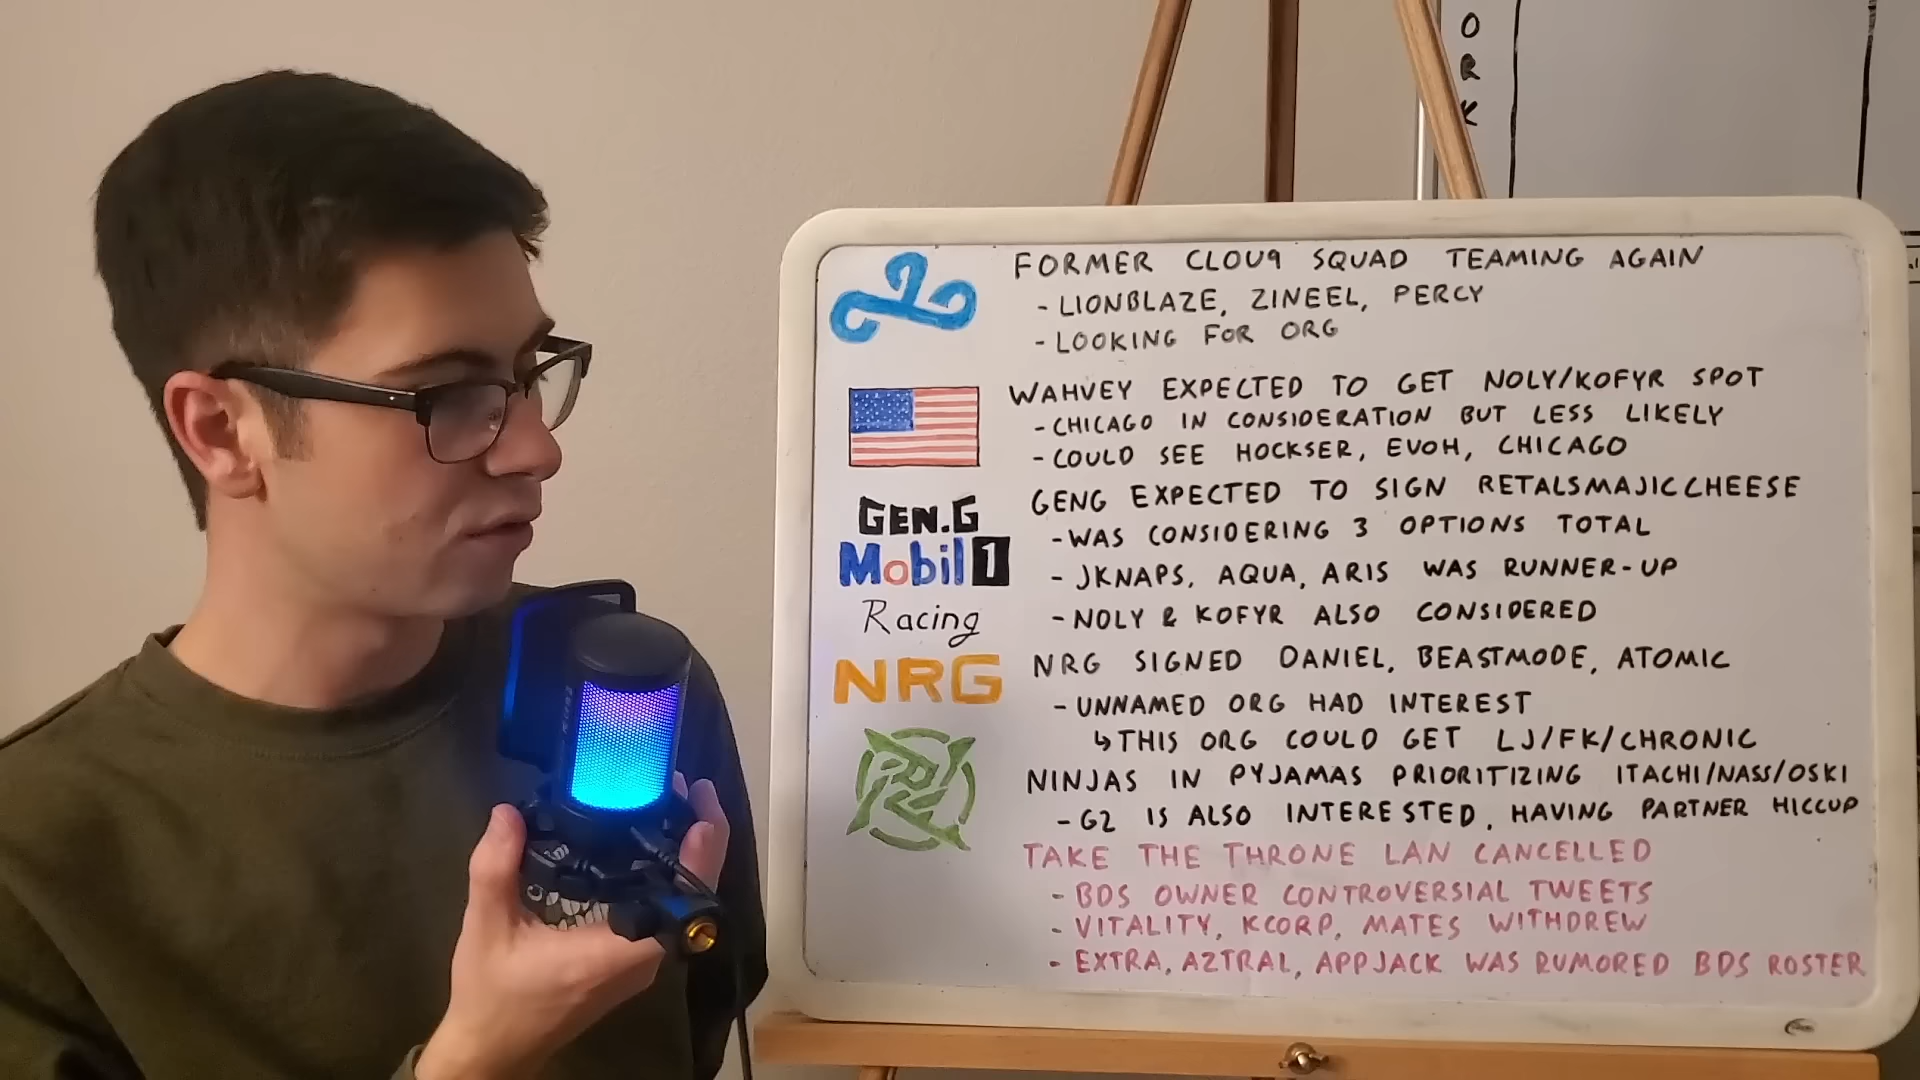 O
R
K
FORMER CLOU9 SQUAD TEAMING AGAIN
- LIONBLAZE, ZINEEL, PERCY
- LOOKING FOR ORG
WAHVEY EXPECTED TO GET NOLY/KOFYR SPOT
- CHICAGO IN CONSIDERATION BUT LESS LIKELY
- COULD SEE HOCKSER, EVOH, CHICAGO
GEN.G
Mobil 1
Racing
GENG EXPECTED TO SIGN RETALSMAJICCHEESE
- WAS CONSIDERING 3 OPTIONS TOTAL
- JKNAPS, AQUA, ARIS WAS RUNNER-UP
- NOLY & KOFYR ALSO CONSIDERED
NRG
NRG SIGNED DANIEL, BEASTMODE, ATOMIC
- UNNAMED ORG HAD INTEREST
↳ THIS ORG COULD GET LJ/FK/CHRONIC
NINJAS IN PYJAMAS PRIORITIZING ITACHI/NASS/OSKI
- G2 IS ALSO INTERESTED, HAVING PARTNER HICCUP
TAKE THE THRONE LAN CANCELLED
- BDS OWNER CONTROVERSIAL TWEETS
- VITALITY, KCORP, MATES WITHDREW
- EXTRA, AZTRAL, APPJACK WAS RUMORED BDS ROSTER